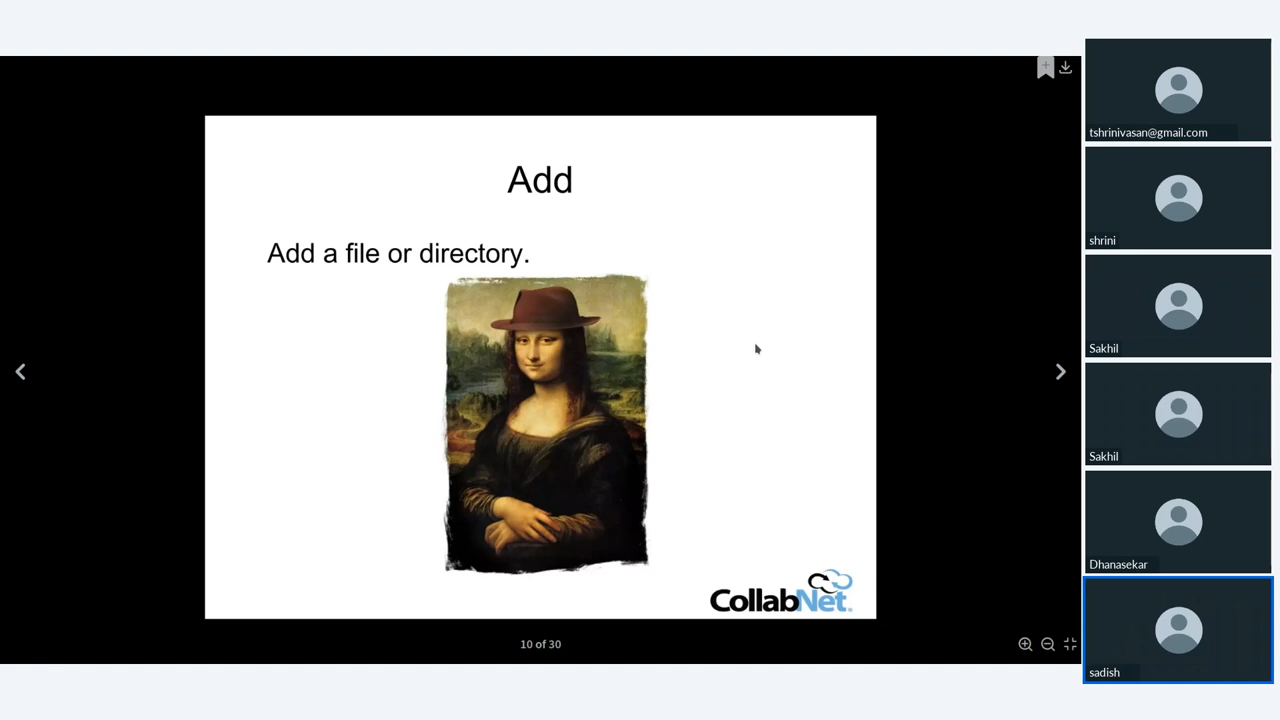 Add
Add a file or directory.
CollabNet
10 of 30
tshrinivasan@gmail.com
shrini
Sakhil
Sakhil
Dhanasekar
sadish